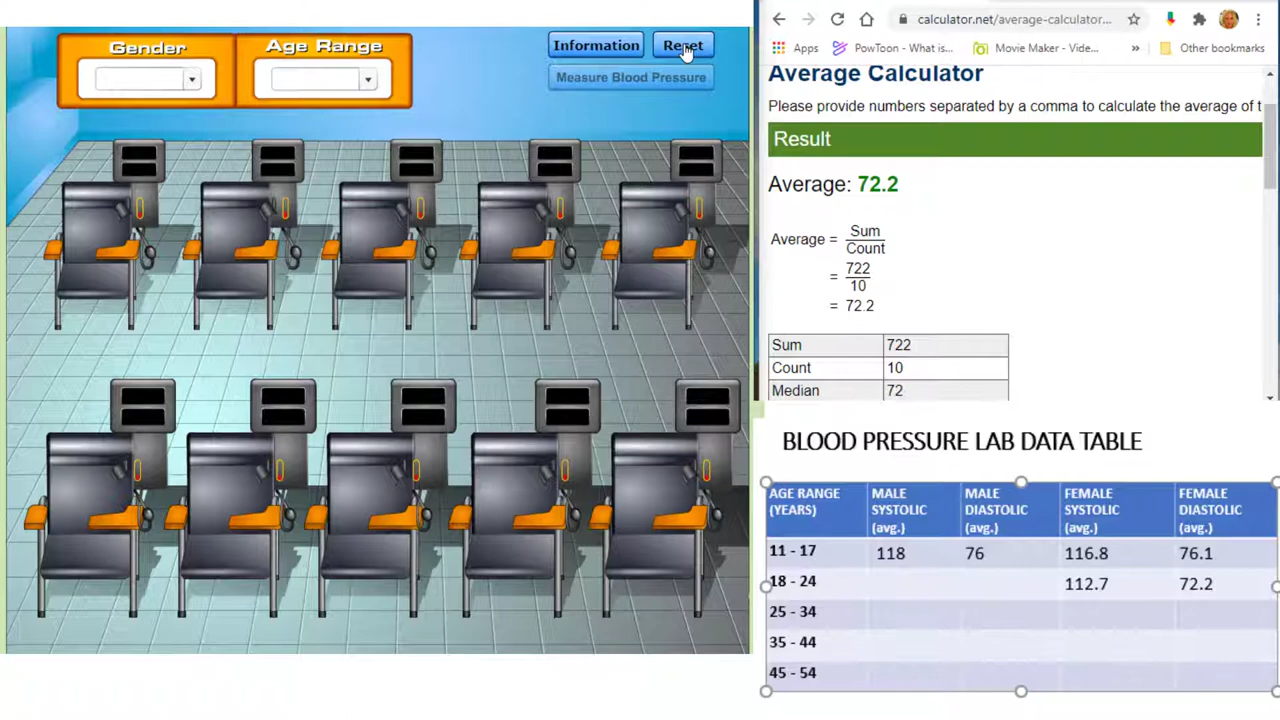 Gender
Age Range
Information
Reset
Measure Blood Pressure
calculator.net/average-calculator...
Apps
PowToon - What is...
Movie Maker - Vide...
»
Other bookmarks
Average Calculator
Please provide numbers separated by a comma to calculate the average of t
Result
Average: 72.2
Average = Sum
Count
= 722
10
= 72.2
Sum 722
Count 10
Median 72
BLOOD PRESSURE LAB DATA TABLE
AGE RANGE (YEARS)
MALE SYSTOLIC (avg.)
MALE DIASTOLIC (avg.)
FEMALE SYSTOLIC (avg.)
FEMALE DIASTOLIC (avg.)
11 - 17 118 76 116.8 76.1
18 - 24 112.7 72.2
25 - 34
35 - 44
45 - 54